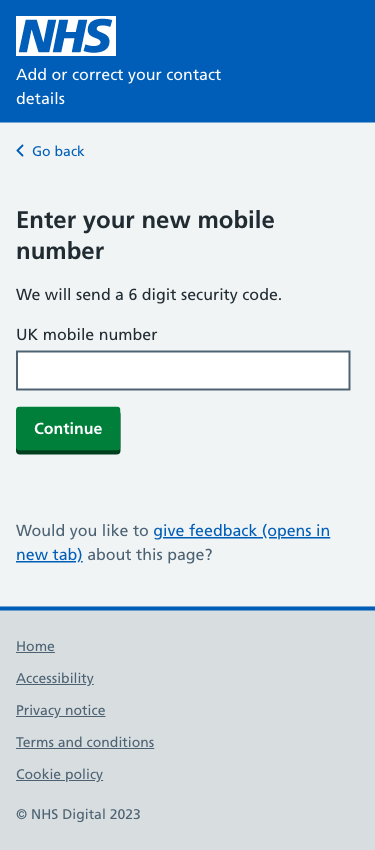 NHS
Add or correct your contact
details
Go back
Enter your new mobile
number
We will send a 6 digit security code.
UK mobile number
Continue
Would you like to give feedback (opens in
new tab) about this page?
Home
Accessibility
Privacy notice
Terms and conditions
Cookie policy
© NHS Digital 2023